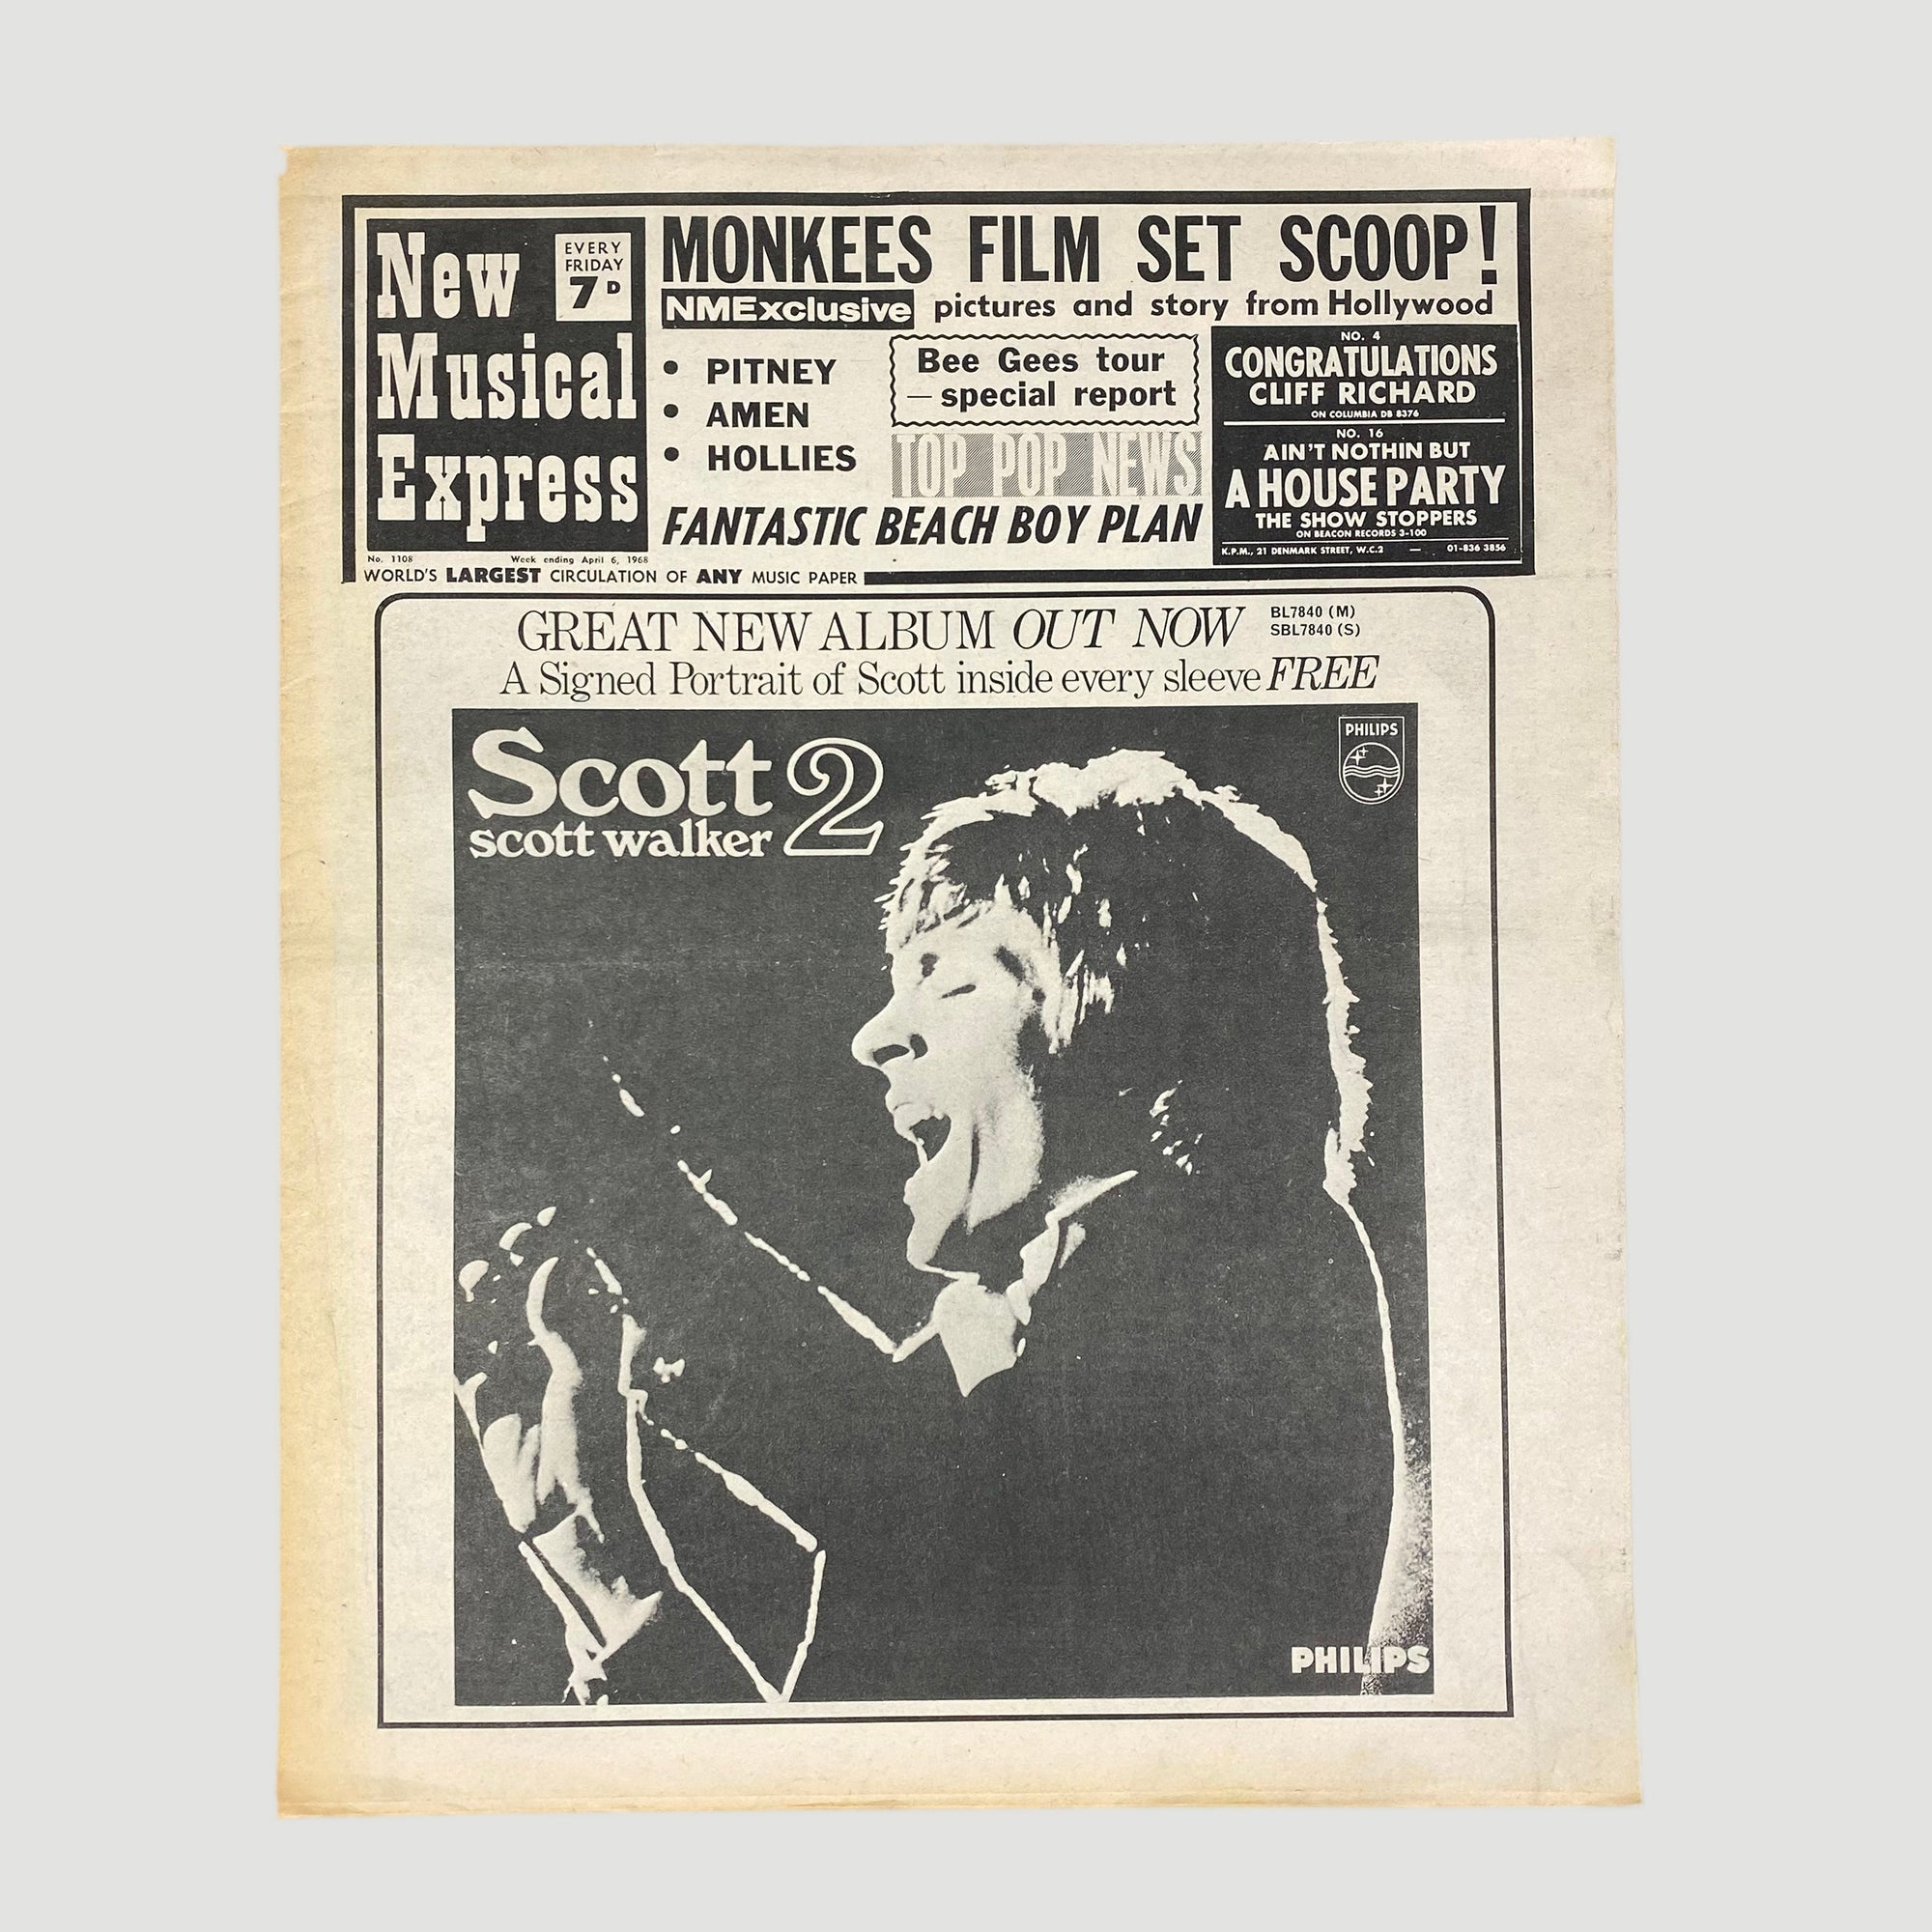 New
Musical
Express
EVERY
FRIDAY
7D
No. 1108 Week ending April 6, 1968
WORLD'S LARGEST CIRCULATION OF ANY MUSIC PAPER
MONKEES FILM SET SCOOP!
NMExclusive pictures and story from Hollywood
• PITNEY
• AMEN
• HOLLIES
Bee Gees tour
—special report
TOP POP NEWS
FANTASTIC BEACH BOY PLAN
NO. 4
CONGRATULATIONS
CLIFF RICHARD
ON COLUMBIA DB 8376
NO. 16
AIN'T NOTHIN BUT
A HOUSE PARTY
THE SHOW STOPPERS
ON BEACON RECORDS 3-100
K.P.M., 21 DENMARK STREET, W.C.2 — 01-836 3856
GREAT NEW ALBUM OUT NOW
BL7840 (M)
SBL7840 (S)
A Signed Portrait of Scott inside every sleeve FREE
Scott 2
scott walker
PHILIPS
PHILIPS